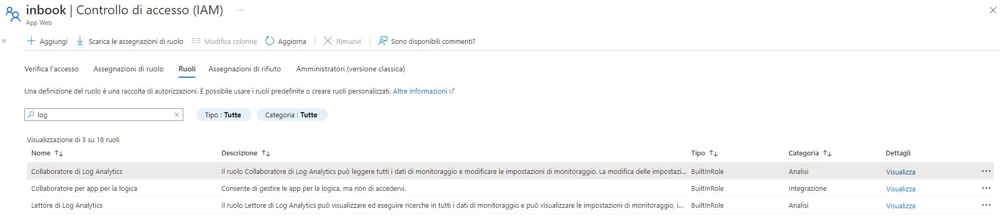 inbook | Controllo di accesso (IAM) ...
App Web
Aggiungi Scarica le assegnazioni di ruolo Modifica colonne Aggiorna Rimuovi Sono disponibili commenti?
Verifica l'accesso Assegnazioni di ruolo Ruoli Assegnazioni di rifiuto Amministratori (versione classica)
Una definizione del ruolo è una raccolta di autorizzazioni. È possibile usare i ruoli predefinite o creare ruoli personalizzati. Altre informazioni
log Tipo : Tutte Categoria : Tutte
Visualizzazione di 3 su 18 ruoli
Nome Descrizione Tipo Categoria Dettagli
Collaboratore di Log Analytics Il ruolo Collaboratore di Log Analytics può leggere tutti i dati di monitoraggio e modificare le impostazioni di monitoraggio. La modifica delle impostazi... BuiltInRole Analisi Visualizza
Collaboratore per app per la logica Consente di gestire le app per la logica, ma non di accedervi. BuiltInRole Integrazione Visualizza
Lettore di Log Analytics Il ruolo Lettore di Log Analytics può visualizzare ed eseguire ricerche in tutti i dati di monitoraggio e può visualizzare le impostazioni di monitoraggio, i... BuiltInRole Analisi Visualizza